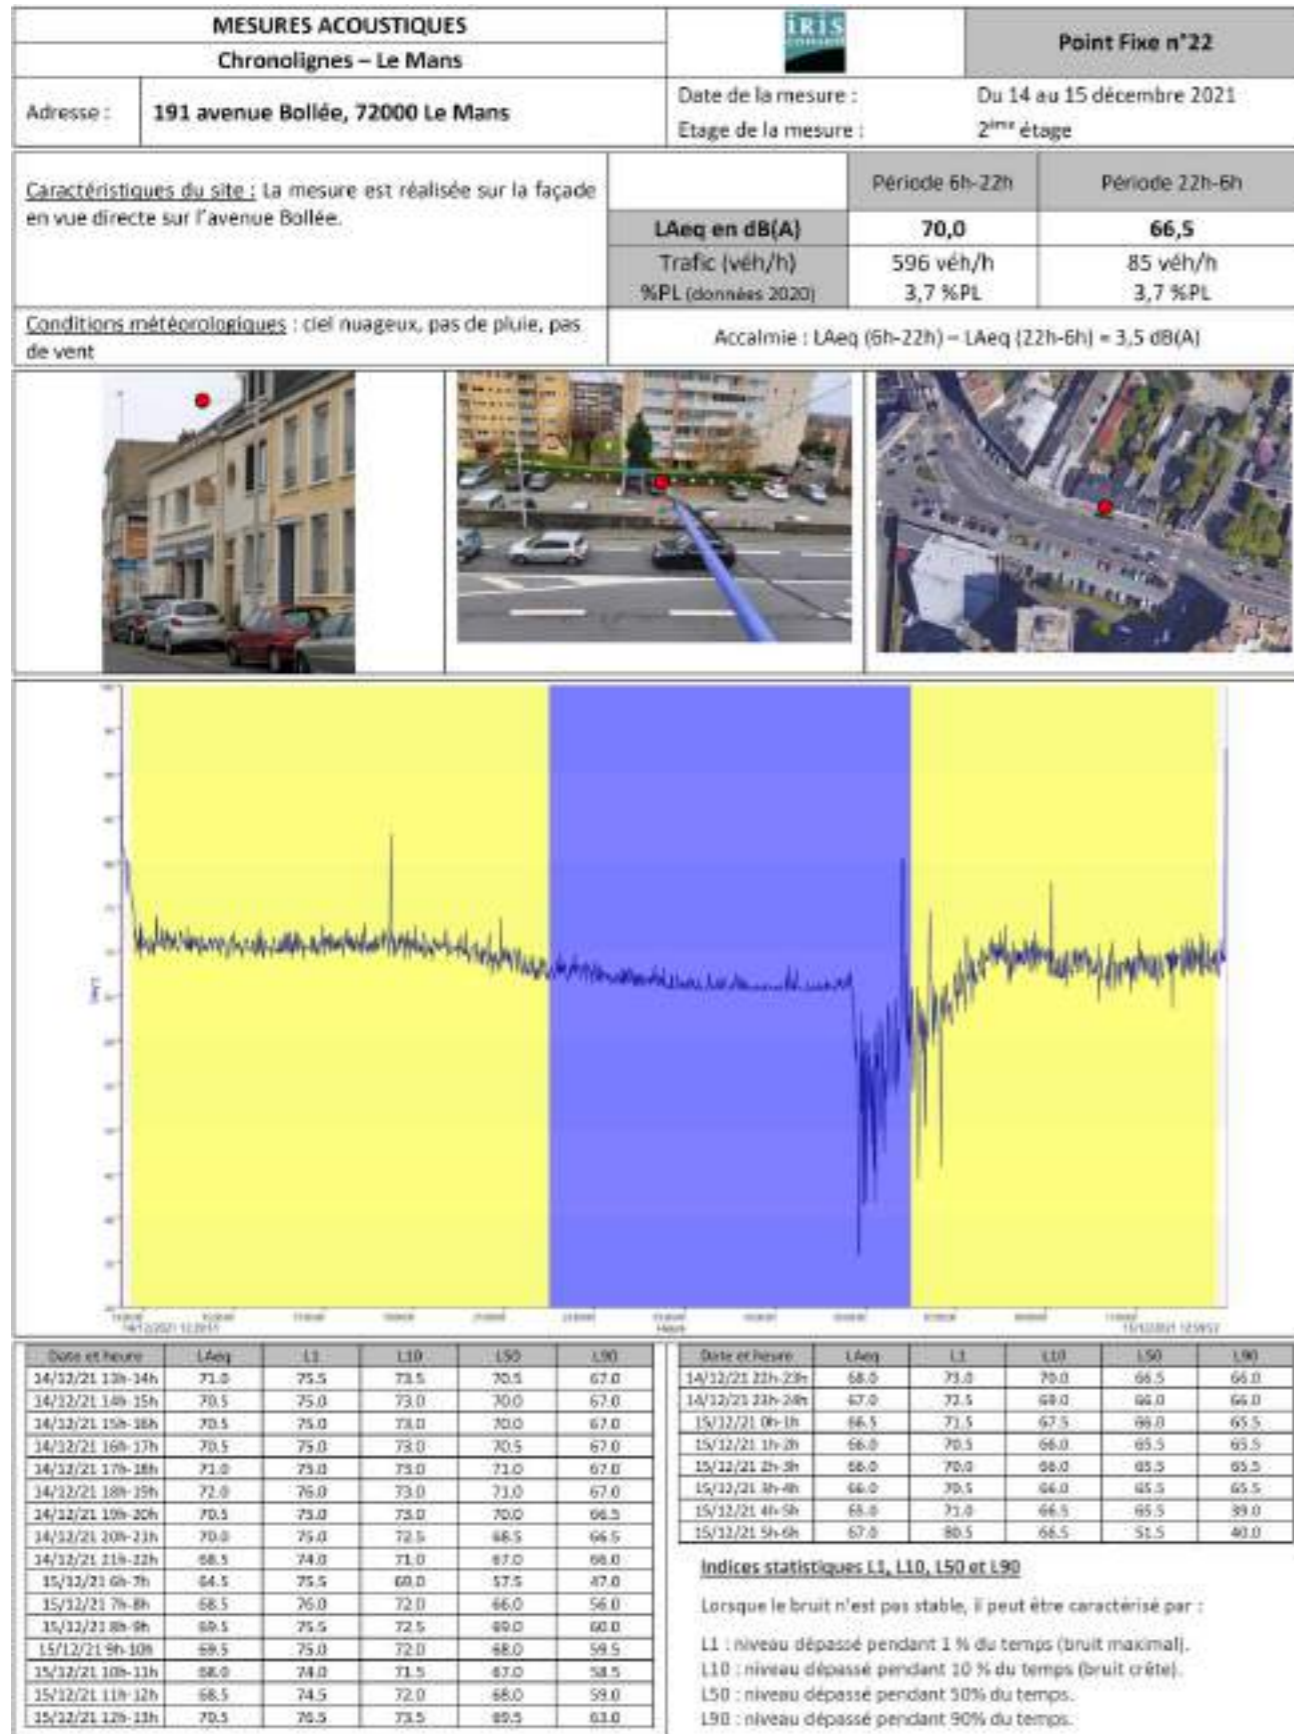 MESURES ACOUSTIQUES
Chronolignes – Le Mans
iRIS
conseil
Point Fixe n°22
Adresse : 191 avenue Bollée, 72000 Le Mans
Date de la mesure : Du 14 au 15 décembre 2021
Etage de la mesure : 2ème étage
Caractéristiques du site : La mesure est réalisée sur la façade
en vue directe sur l'avenue Bollée.
Période 6h-22h Période 22h-6h
LAeq en dB(A) 70,0 66,5
Trafic (véh/h) 596 véh/h 85 véh/h
%PL (données 2020) 3,7 %PL 3,7 %PL
Conditions météorologiques : ciel nuageux, pas de pluie, pas
de vent
Accalmie : LAeq (6h-22h) – LAeq (22h-6h) = 3,5 dB(A)
Date et heure LAeq L1 L10 L50 L90
14/12/21 13h-14h 71.0 75.5 73.5 70.5 67.0
14/12/21 14h-15h 70.5 75.0 73.0 70.0 67.0
14/12/21 15h-16h 70.5 75.0 73.0 70.0 67.0
14/12/21 16h-17h 70.5 75.0 73.0 70.5 67.0
14/12/21 17h-18h 71.0 75.0 73.0 71.0 67.0
14/12/21 18h-19h 72.0 76.0 73.0 71.0 67.0
14/12/21 19h-20h 70.5 75.0 73.0 70.0 66.5
14/12/21 20h-21h 70.0 75.0 72.5 68.5 66.5
14/12/21 21h-22h 68.5 74.0 71.0 67.0 66.0
15/12/21 6h-7h 64.5 75.5 69.0 57.5 47.0
15/12/21 7h-8h 68.5 76.0 72.0 66.0 56.0
15/12/21 8h-9h 69.5 75.5 72.5 69.0 60.0
15/12/21 9h-10h 69.5 75.0 72.0 68.0 59.5
15/12/21 10h-11h 68.0 74.0 71.5 67.0 58.5
15/12/21 11h-12h 68.5 74.5 72.0 68.0 59.0
15/12/21 12h-13h 70.5 76.5 73.5 69.5 63.0
Date et heure LAeq L1 L10 L50 L90
14/12/21 22h-23h 68.0 73.0 70.0 66.5 66.0
14/12/21 23h-24h 67.0 72.5 69.0 66.0 66.0
15/12/21 0h-1h 66.5 71.5 67.5 66.0 65.5
15/12/21 1h-2h 66.0 70.5 66.0 65.5 65.5
15/12/21 2h-3h 66.0 70.0 66.0 65.5 65.5
15/12/21 3h-4h 66.0 70.5 66.0 65.5 65.5
15/12/21 4h-5h 65.0 71.0 66.5 65.5 39.0
15/12/21 5h-6h 67.0 80.5 66.5 51.5 40.0
Indices statistiques L1, L10, L50 et L90
Lorsque le bruit n'est pas stable, il peut être caractérisé par :
L1 : niveau dépassé pendant 1 % du temps (bruit maximal).
L10 : niveau dépassé pendant 10 % du temps (bruit crête).
L50 : niveau dépassé pendant 50% du temps.
L90 : niveau dépassé pendant 90% du temps.